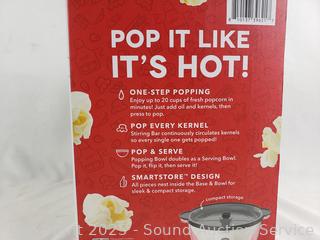 POP IT LIKE
IT'S HOT!
ONE-STEP POPPING
Enjoy up to 20 cups of fresh popcorn in
minutes! Just add oil and kernels, then
press to pop.
POP EVERY KERNEL
Stirring Bar continuously circulates kernels
so every single one gets popped!
POP & SERVE
Popping Bowl doubles as a Serving Bowl.
Pop it, flip it, then serve it!
SMARTSTORE™ DESIGN
All pieces nest inside the Base & Bowl for
sleek & compact storage.
compact storage
2023 - Sound Auction Service